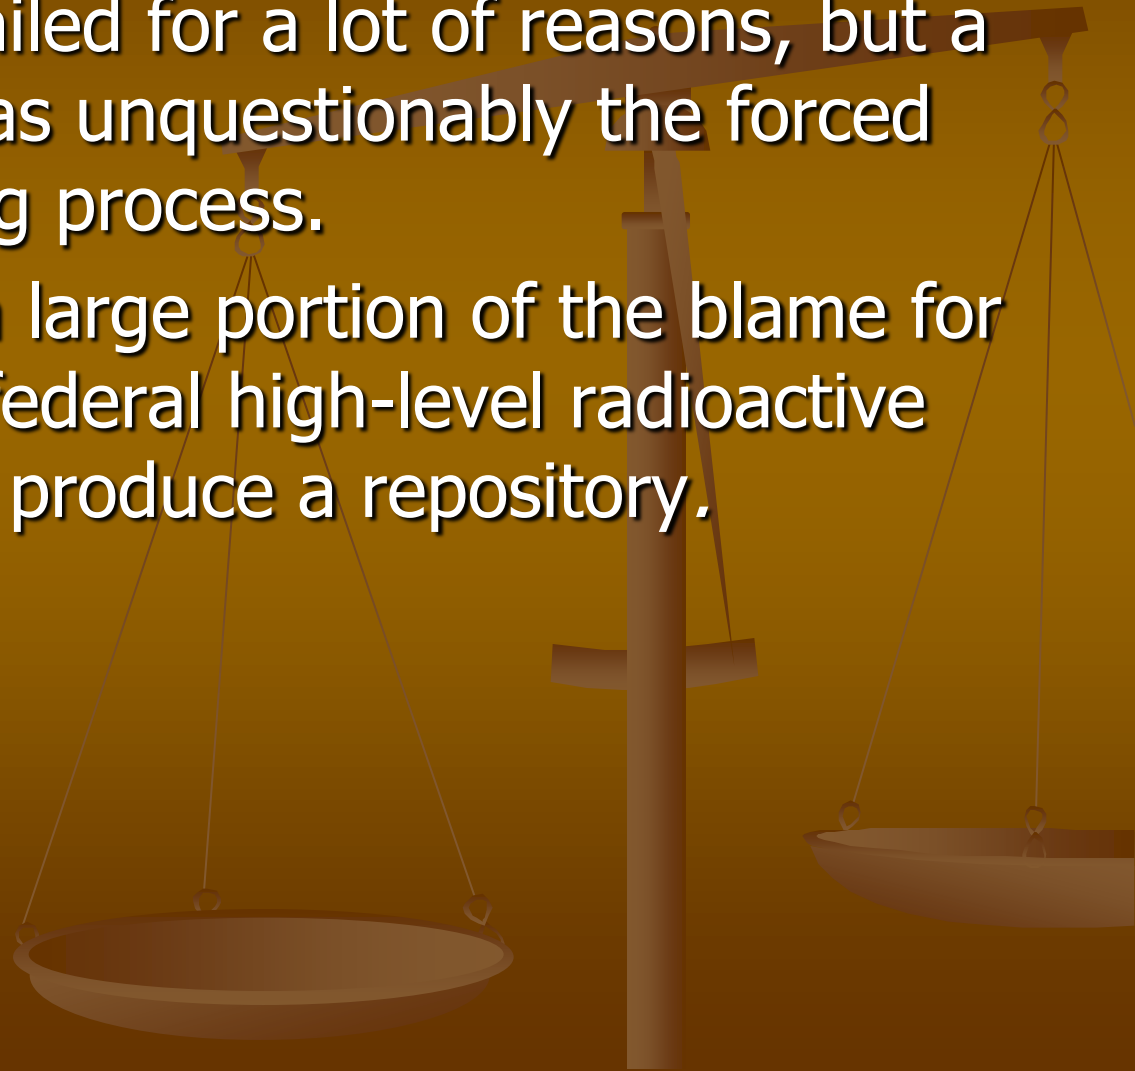 ailed for a lot of reasons, but a
as unquestionably the forced
g process.
large portion of the blame for
federal high-level radioactive
produce a repository.